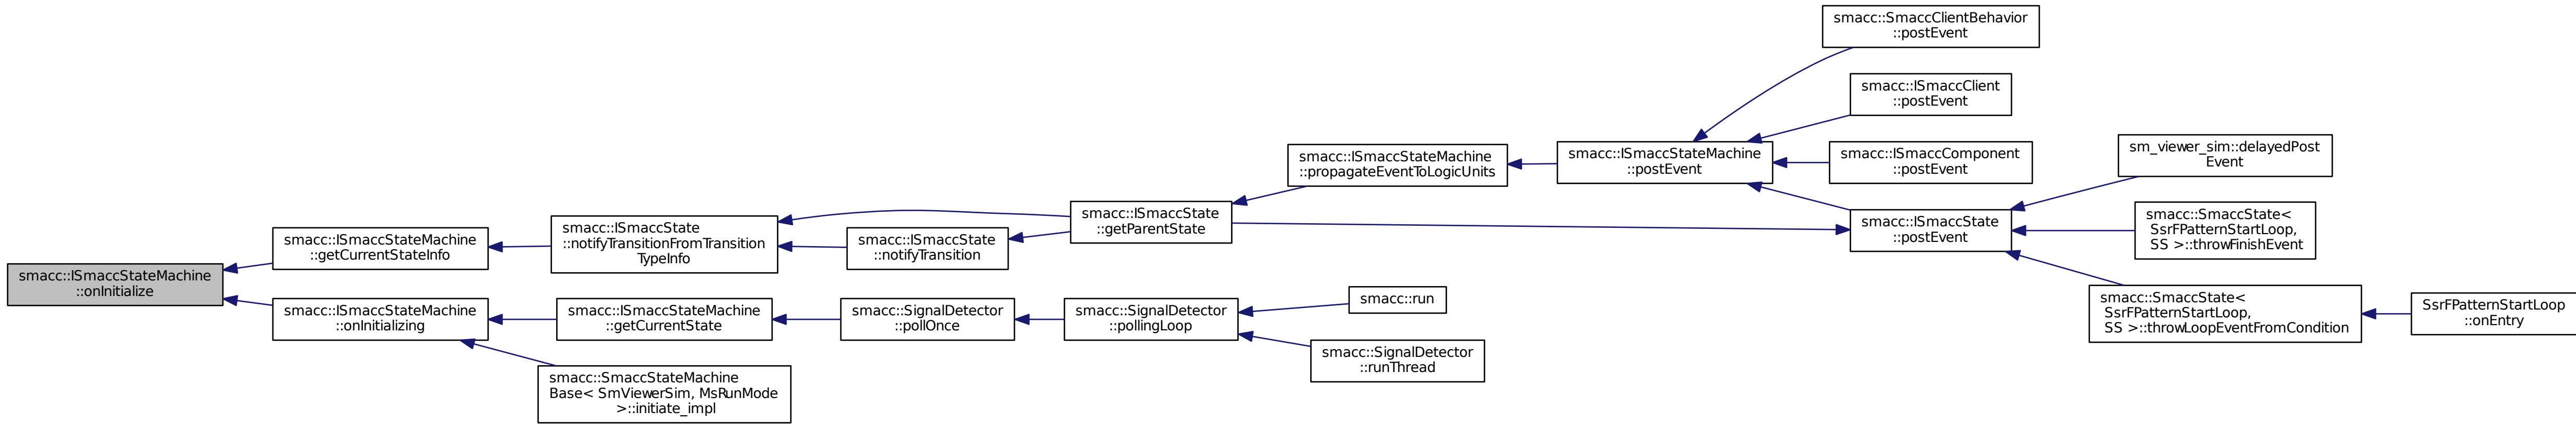 smacc::ISmaccStateMachine
::onInitialize
smacc::ISmaccStateMachine
::getCurrentStateInfo
smacc::ISmaccStateMachine
::onInitializing
smacc::ISmaccState
::notifyTransitionFromTransition
TypeInfo
smacc::ISmaccStateMachine
::getCurrentState
smacc::SmaccStateMachine
Base< SmViewerSim, MsRunMode
>::initiate_impl
smacc::ISmaccState
::notifyTransition
smacc::SignalDetector
::pollOnce
smacc::ISmaccState
::getParentState
smacc::SignalDetector
::pollingLoop
smacc::ISmaccStateMachine
::propagateEventToLogicUnits
smacc::run
smacc::SignalDetector
::runThread
smacc::ISmaccStateMachine
::postEvent
smacc::SmaccClientBehavior
::postEvent
smacc::ISmaccClient
::postEvent
smacc::ISmaccComponent
::postEvent
smacc::ISmaccState
::postEvent
sm_viewer_sim::delayedPost
Event
smacc::SmaccState<
SsrFPatternStartLoop,
SS >::throwFinishEvent
smacc::SmaccState<
SsrFPatternStartLoop,
SS >::throwLoopEventFromCondition
SsrFPatternStartLoop
::onEntry